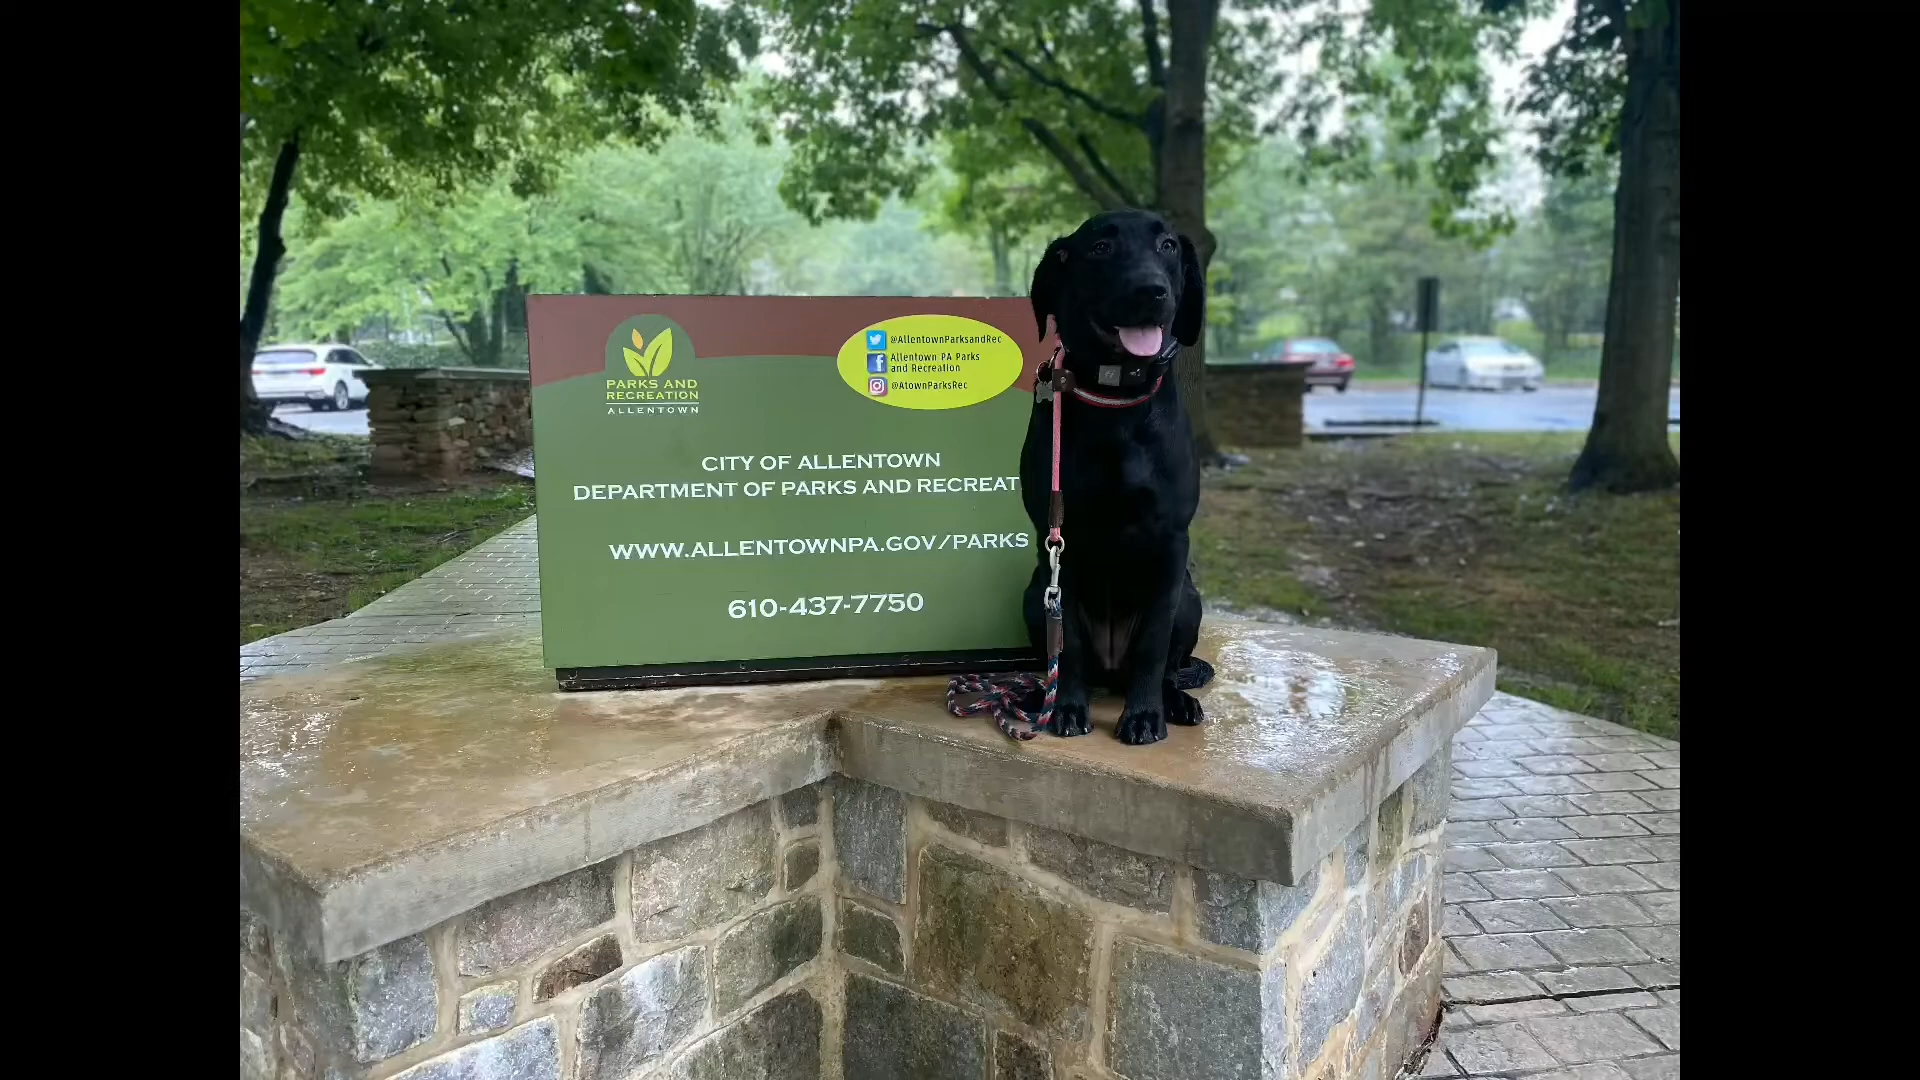 PARKS AND
RECREATION
ALLENTOWN
@AllentownParksandRec
Allentown PA Parks
and Recreation
@AtownParksRec
CITY OF ALLENTOWN
DEPARTMENT OF PARKS AND RECREAT
WWW.ALLENTOWNPA.GOV/PARKS
610-437-7750